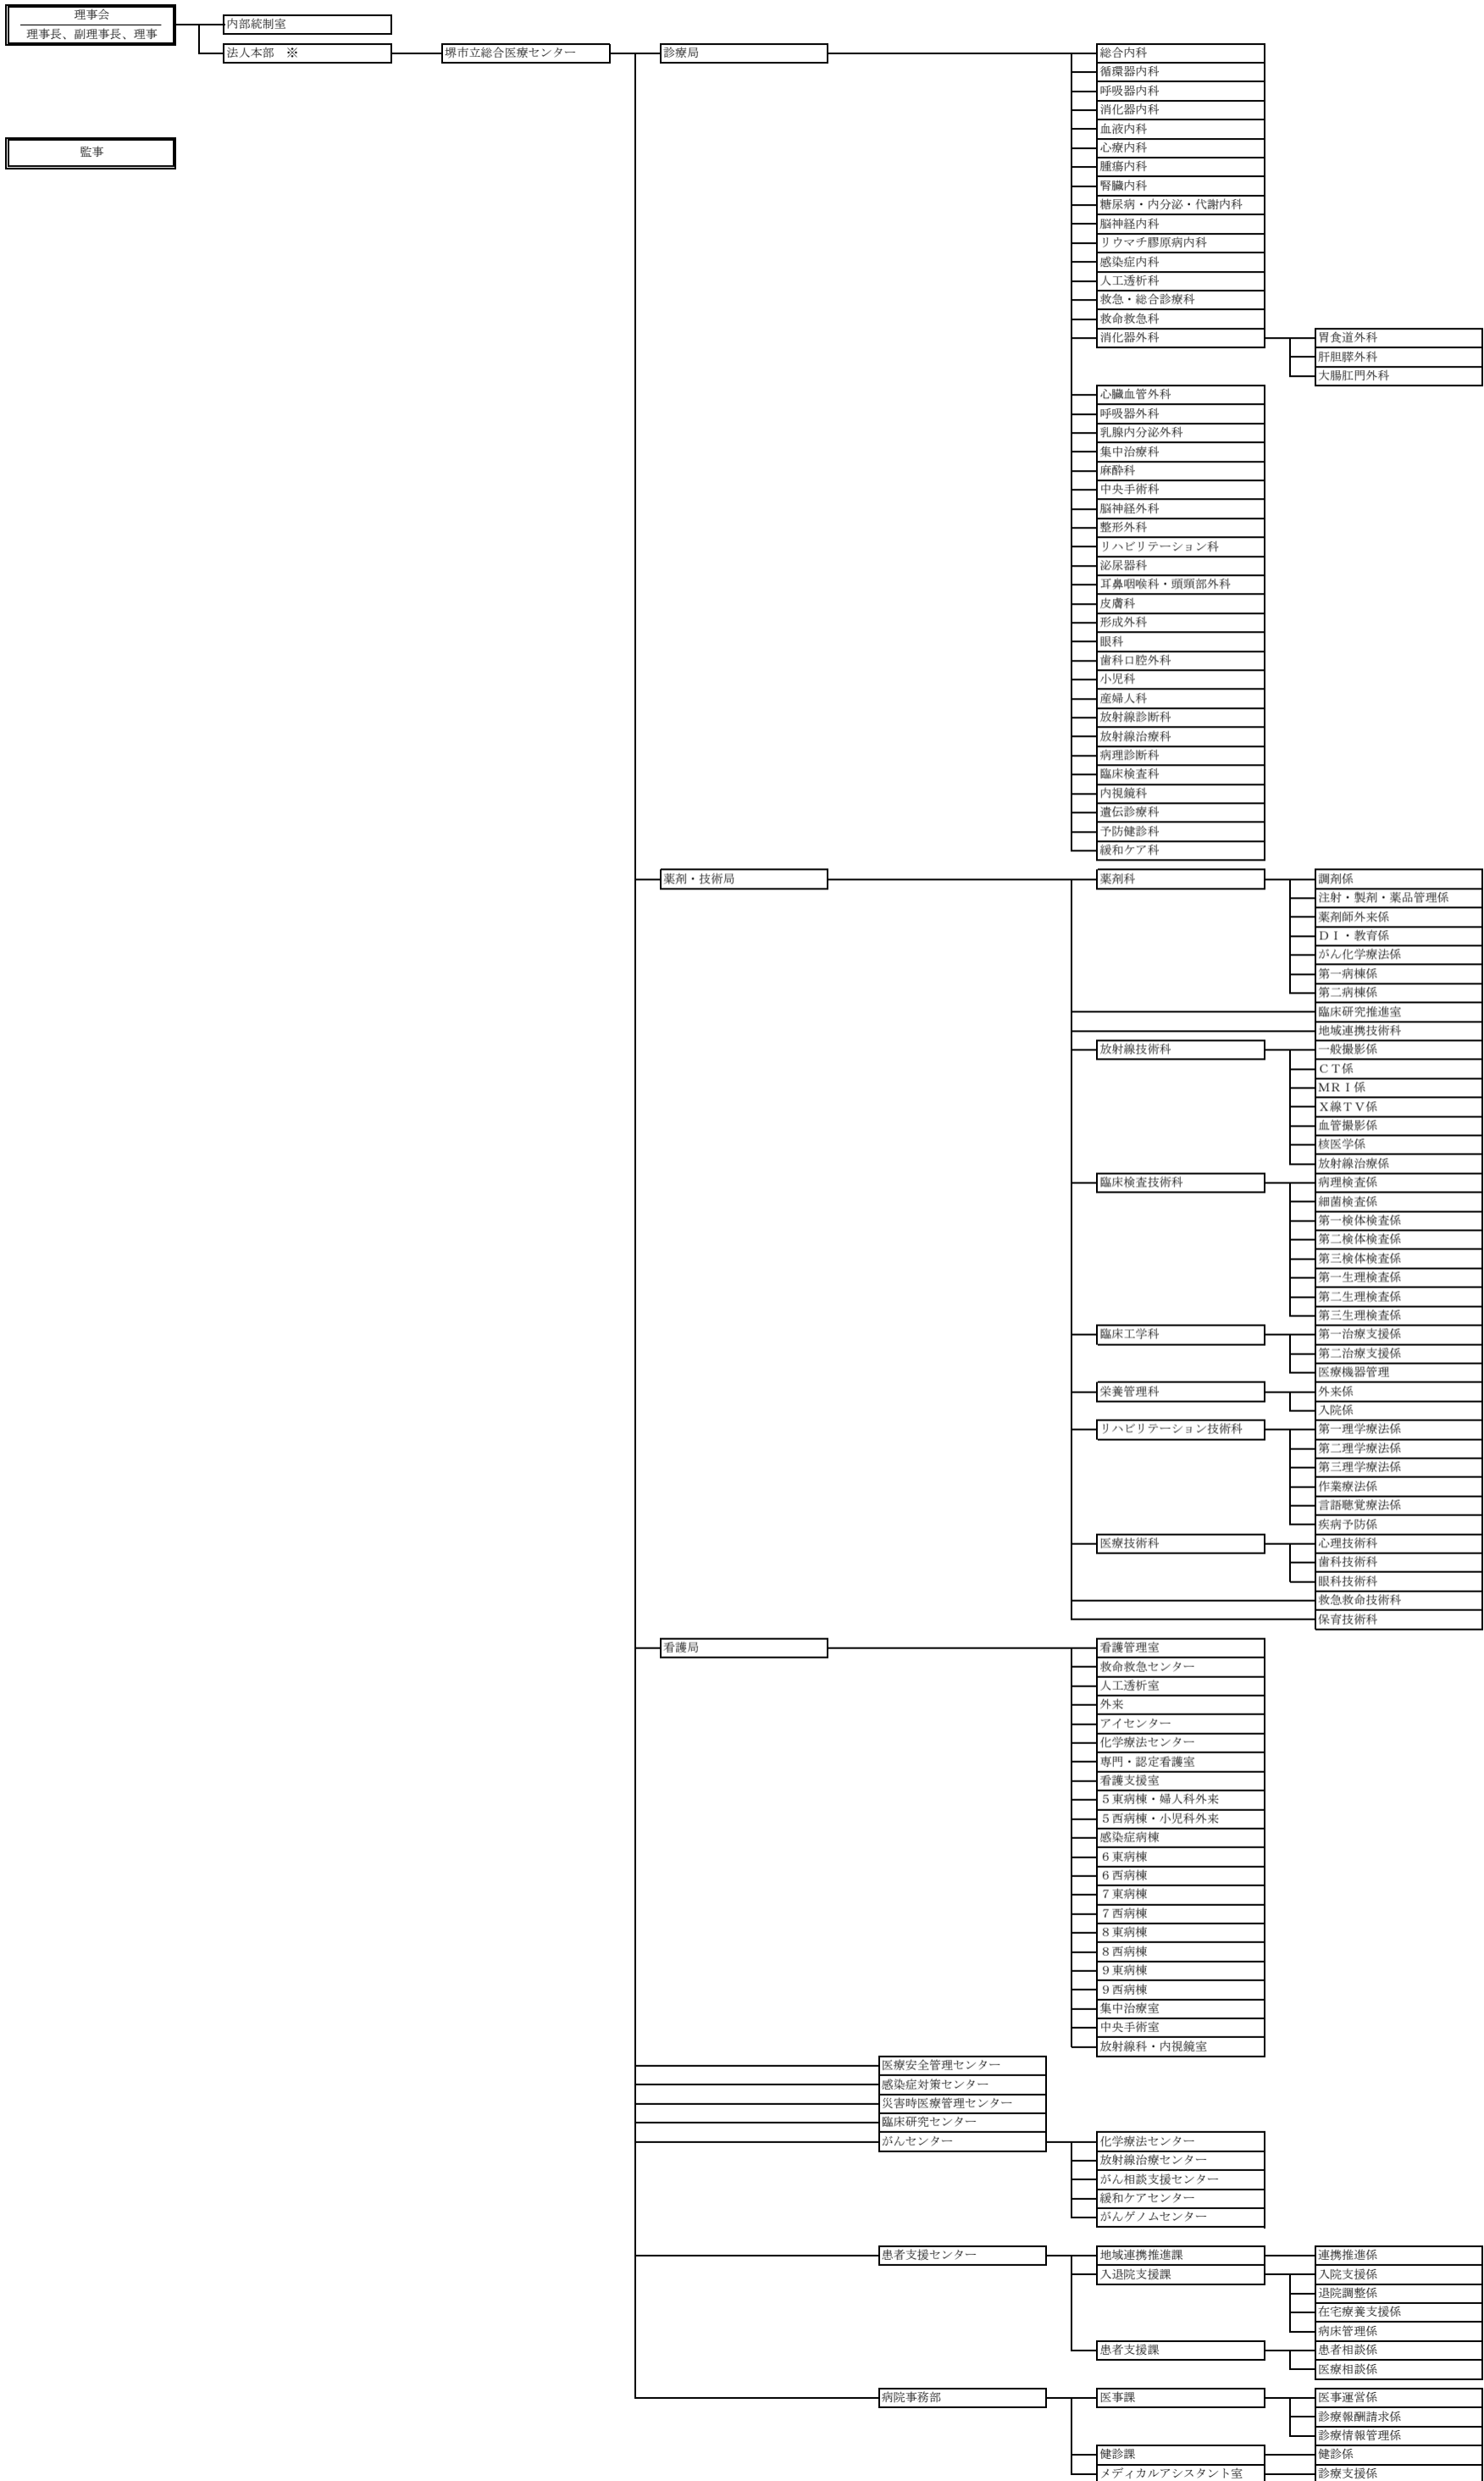 理事会
理事長、副理事長、理事
内部統制室
法人本部　※
堺市立総合医療センター
監事
診療局
総合内科
循環器内科
呼吸器内科
消化器内科
血液内科
心療内科
腫瘍内科
腎臓内科
糖尿病・内分泌・代謝内科
脳神経内科
リウマチ膠原病内科
感染症内科
人工透析科
救急・総合診療科
救命救急科
消化器外科
胃食道外科
肝胆膵外科
大腸肛門外科
心臓血管外科
呼吸器外科
乳腺内分泌外科
集中治療科
麻酔科
中央手術科
脳神経外科
整形外科
リハビリテーション科
泌尿器科
耳鼻咽喉科・頭頸部外科
皮膚科
形成外科
眼科
歯科口腔外科
小児科
産婦人科
放射線診断科
放射線治療科
病理診断科
臨床検査科
内視鏡科
遺伝診療科
予防健診科
緩和ケア科
薬剤・技術局
薬剤科
調剤係
注射・製剤・薬品管理係
薬剤師外来係
ＤＩ・教育係
がん化学療法係
第一病棟係
第二病棟係
臨床研究推進室
地域連携技術科
放射線技術科
一般撮影係
ＣＴ係
ＭＲＩ係
Ｘ線ＴＶ係
血管撮影係
核医学係
放射線治療係
臨床検査技術科
病理検査係
細菌検査係
第一検体検査係
第二検体検査係
第三検体検査係
第一生理検査係
第二生理検査係
第三生理検査係
臨床工学科
第一治療支援係
第二治療支援係
医療機器管理
栄養管理科
外来係
入院係
リハビリテーション技術科
第一理学療法係
第二理学療法係
第三理学療法係
作業療法係
言語聴覚療法係
疾病予防係
医療技術科
心理技術科
歯科技術科
眼科技術科
救急救命技術科
保育技術科
看護局
看護管理室
救命救急センター
人工透析室
外来
アイセンター
化学療法センター
専門・認定看護室
看護支援室
５東病棟・婦人科外来
５西病棟・小児科外来
感染症病棟
６東病棟
６西病棟
７東病棟
７西病棟
８東病棟
８西病棟
９東病棟
９西病棟
集中治療室
中央手術室
放射線科・内視鏡室
医療安全管理センター
感染症対策センター
災害時医療管理センター
臨床研究センター
がんセンター
化学療法センター
放射線治療センター
がん相談支援センター
緩和ケアセンター
がんゲノムセンター
患者支援センター
地域連携推進課
連携推進係
入退院支援課
入院支援係
退院調整係
在宅療養支援係
病床管理係
患者支援課
患者相談係
医療相談係
病院事務部
医事課
医事運営係
診療報酬請求係
診療情報管理係
健診課
健診係
メディカルアシスタント室
診療支援係